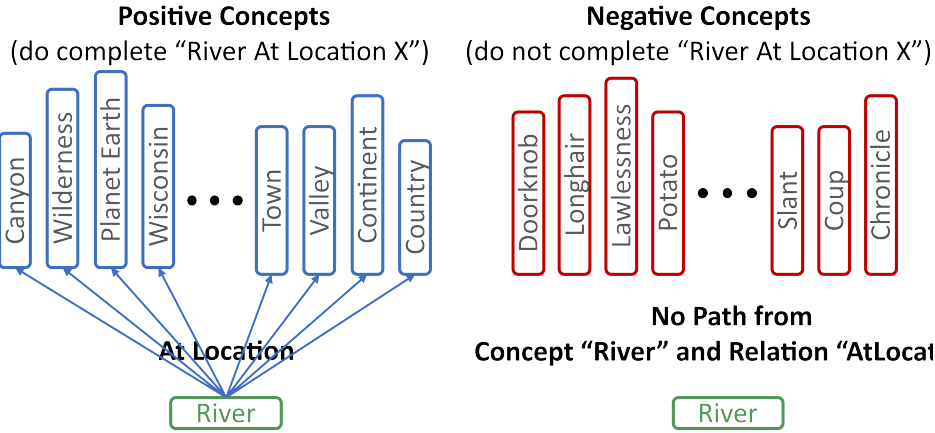 Positive Concepts
(do complete “River At Location X”)
Canyon
Wilderness
Planet Earth
Wisconsin
Town
Valley
Continent
Country
At Location
River
Negative Concepts
(do not complete “River At Location X”)
Doorknob
Longhair
Lawlessness
Potato
Slant
Coup
Chronicle
No Path from
Concept “River” and Relation “AtLocat
River